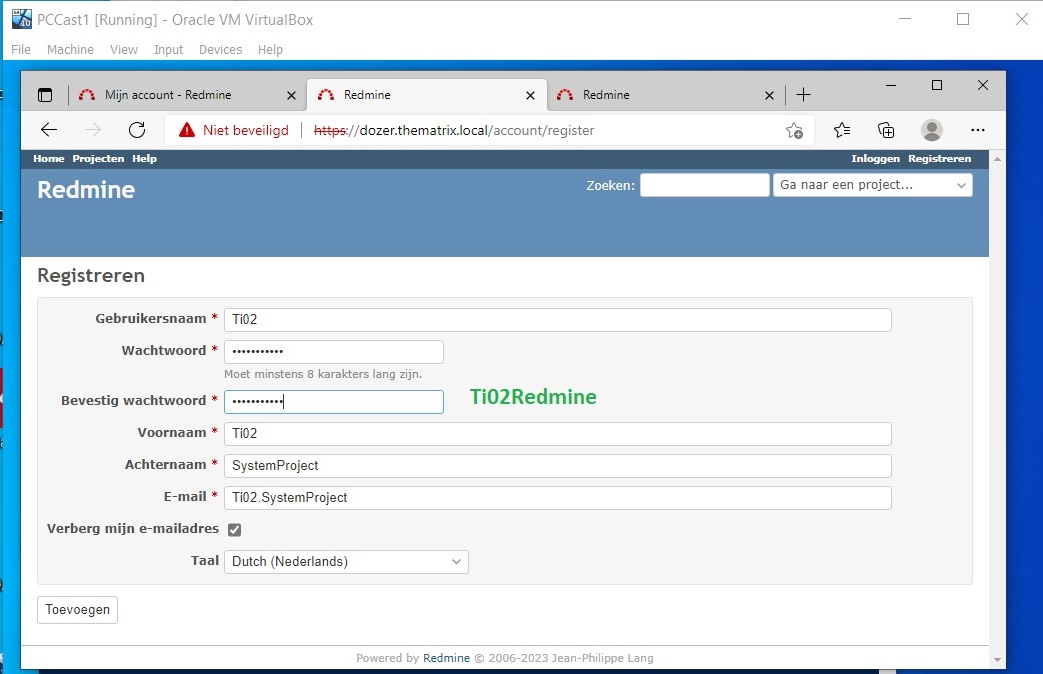 PCCast1 [Running] - Oracle VM VirtualBox
File Machine View Input Devices Help
Mijn account - Redmine
Redmine
Redmine
Niet beveiligd
https://dozer.thematrix.local/account/register
Home Projecten Help
Inloggen Registreren
Redmine
Zoeken:
Ga naar een project...
Registreren
Gebruikersnaam *
Ti02
Wachtwoord *
•••••••••••
Moet minstens 8 karakters lang zijn.
Bevestig wachtwoord *
•••••••••••
Ti02Redmine
Voornaam *
Ti02
Achternaam *
SystemProject
E-mail *
Ti02.SystemProject
Verberg mijn e-mailadres
Taal
Dutch (Nederlands)
Toevoegen
Powered by Redmine © 2006-2023 Jean-Philippe Lang